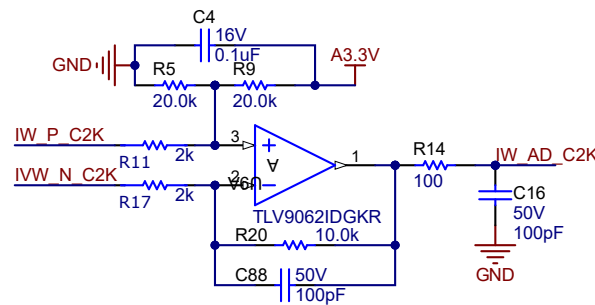 C4
16V
0.1uF
GND
A3.3V
R5
R9
20.0k
20.0k
IW_P_C2K
R11
2k
3
1
R14
100
IW_AD_C2K
IVW_N_C2K
R17
2k
2
A
U9A
TLV9062IDGKR
C16
50V
100pF
R20
10.0k
C88
50V
100pF
GND